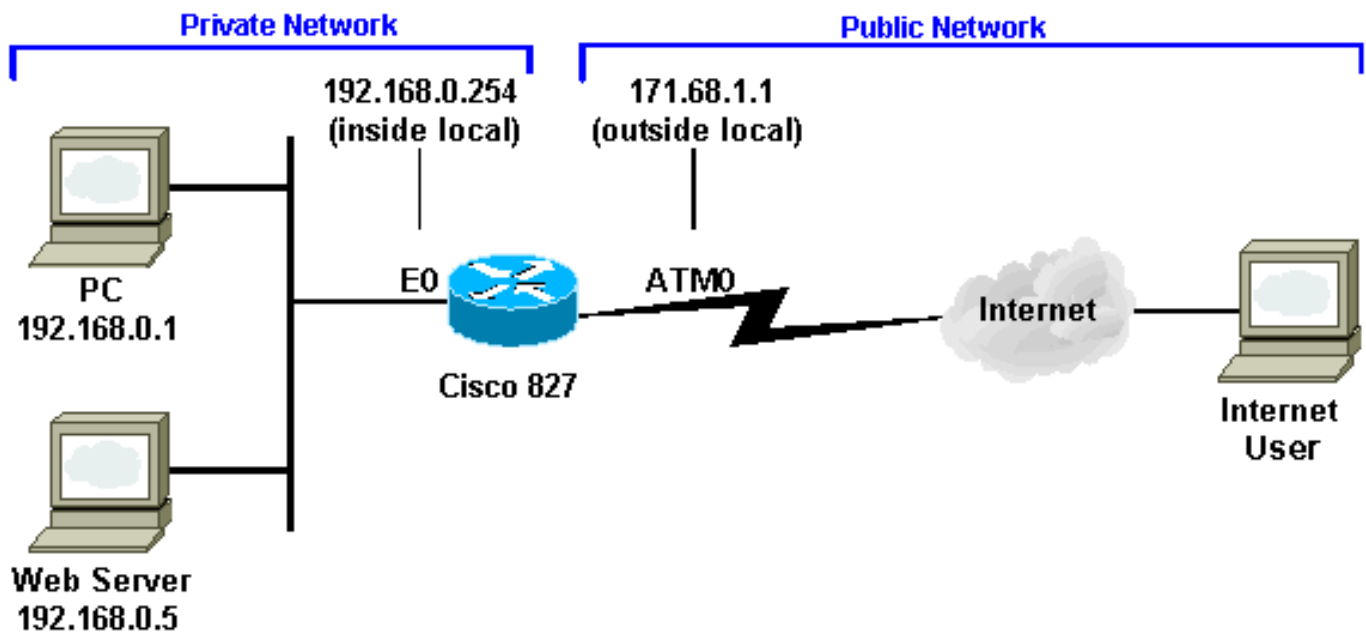 Private Network
Public Network
192.168.0.254
(inside local)
171.68.1.1
(outside local)
PC
192.168.0.1
E0
ATM0
Internet
Cisco 827
Internet
User
Web Server
192.168.0.5